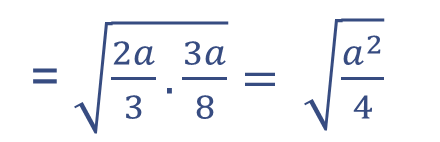 = √(2a/3 · 3a/8) = √(a²/4)